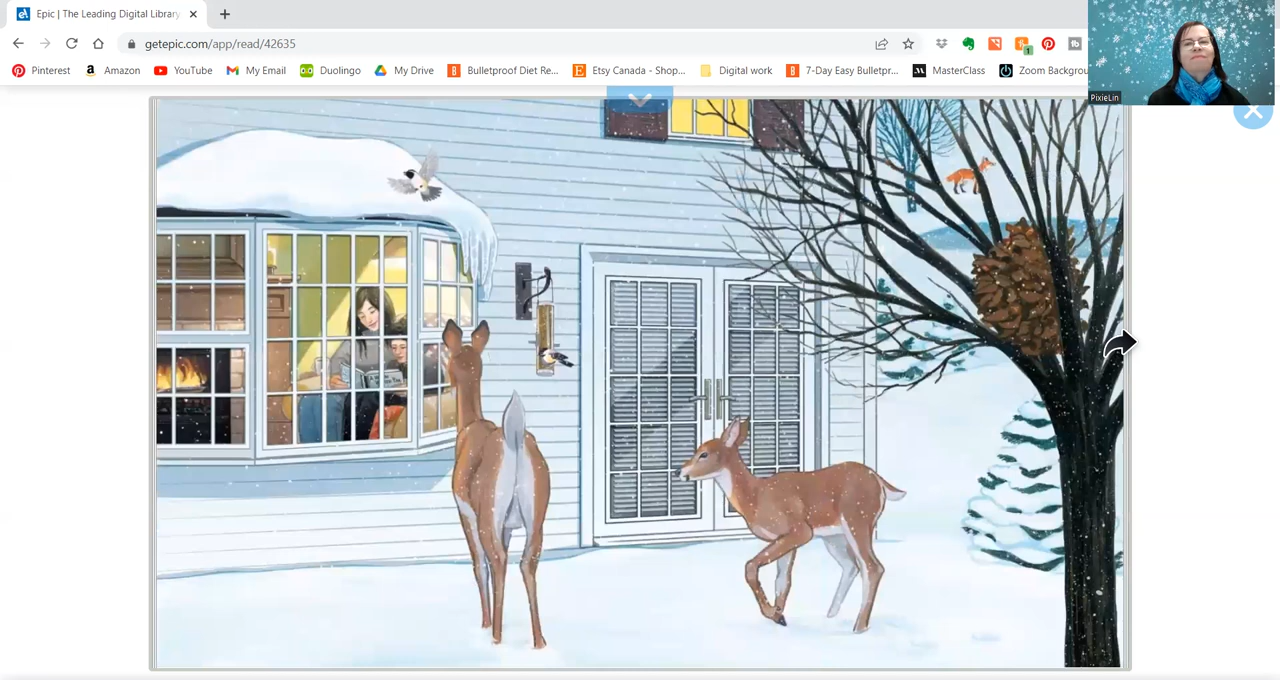 Epic | The Leading Digital Library
getepic.com/app/read/42635
1
Pinterest
Amazon
YouTube
My Email
Duolingo
My Drive
Bulletproof Diet Re...
Etsy Canada - Shop...
Digital work
7-Day Easy Bulletpr...
MasterClass
Zoom Backgrou
PixieLin